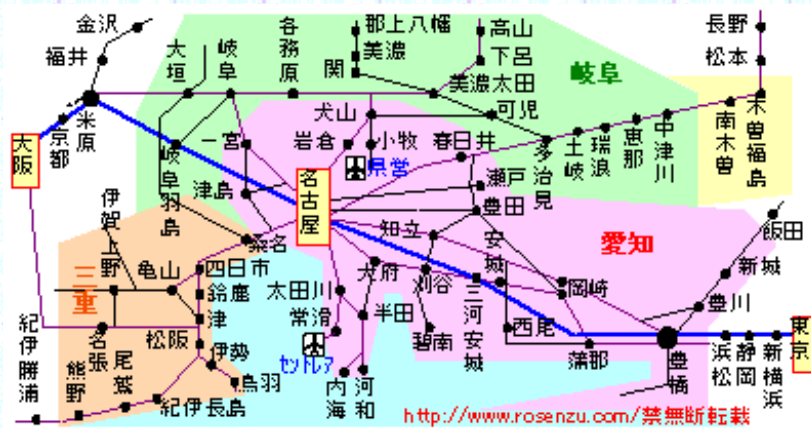 金沢
福井
大垣
岐阜
各務原
郡上八幡
美濃
関
高山
下呂
美濃太田
岐阜
長野
松本
大阪
京都
米原
岐阜羽島
一宮
津島
犬山
岩倉
小牧
県営
可児
春日井
多治見
土岐
瑞浪
恵那
中津川
南木曽
木曽福島
名古屋
瀬戸
豊田
愛知
伊賀上野
桑名
知立
安城
飯田
三重
亀山
四日市
鈴鹿
津
太田川
常滑
セントレア
大府
刈谷
半田
碧南
三河安城
岡崎
西尾
新城
豊川
蒲郡
豊橋
浜松
静岡
新横浜
東京
紀伊勝浦
熊野
名張
尾鷲
松阪
伊勢
鳥羽
紀伊長島
内海
河和
http://www.rosenzu.com/禁無断転載